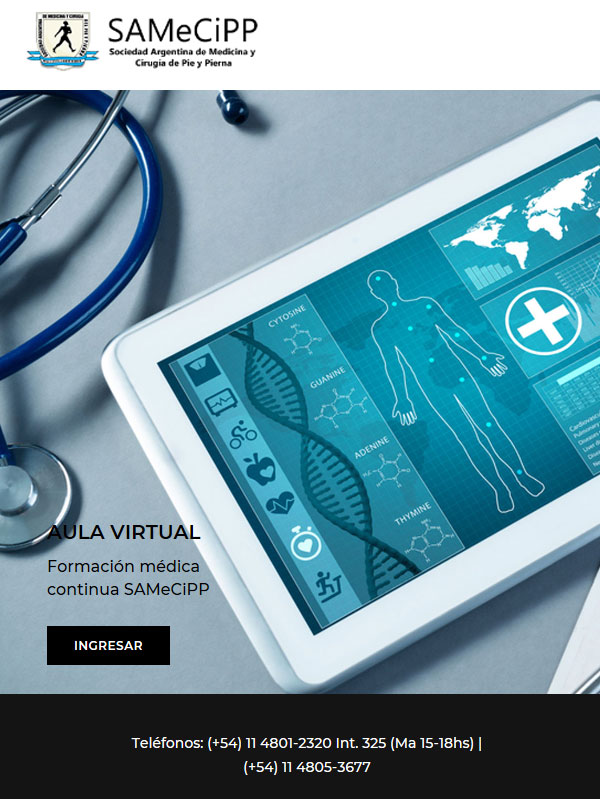 SAMeCiPP
Sociedad Argentina de Medicina y
Cirugía de Pie y Pierna
CYTOSINE
GUANINE
ADENINE
THYMINE
AULA VIRTUAL
Formación médica
continua SAMeCiPP
INGRESAR
Teléfonos: (+54) 11 4801-2320 Int. 325 (Ma 15-18hs) |
(+54) 11 4805-3677